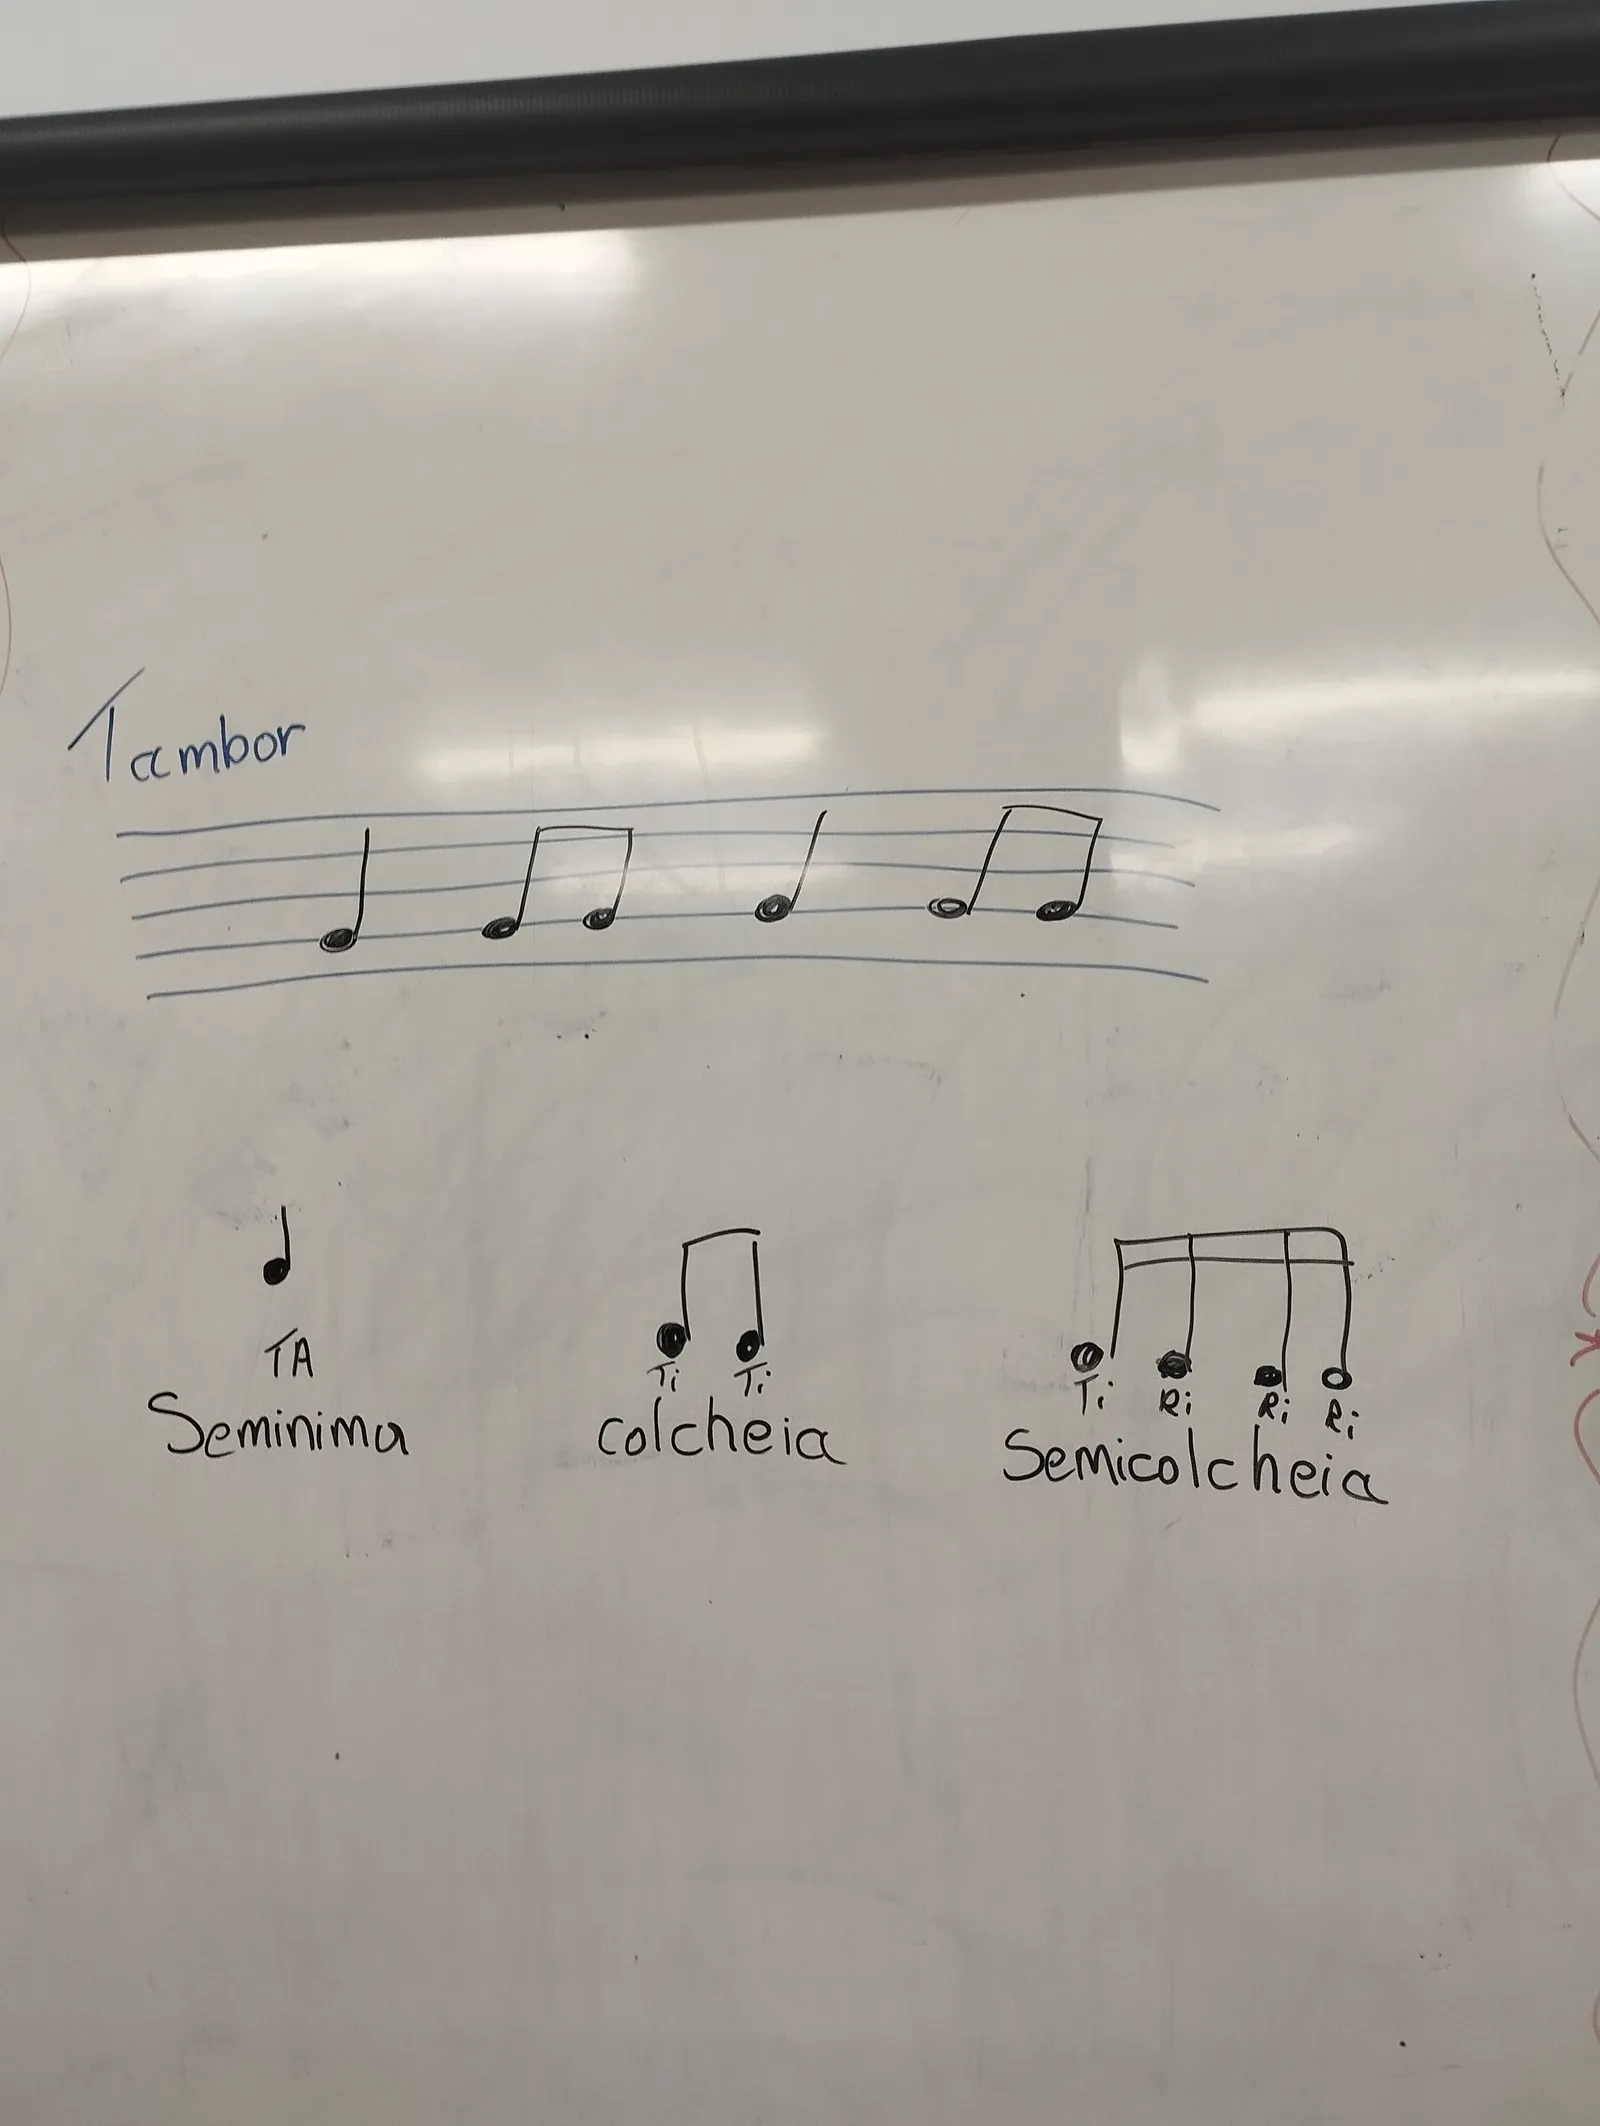 Tambor
TA
Seminima
Ti Ti
colcheia
Ti Ri Ri Ri
Semicolcheia